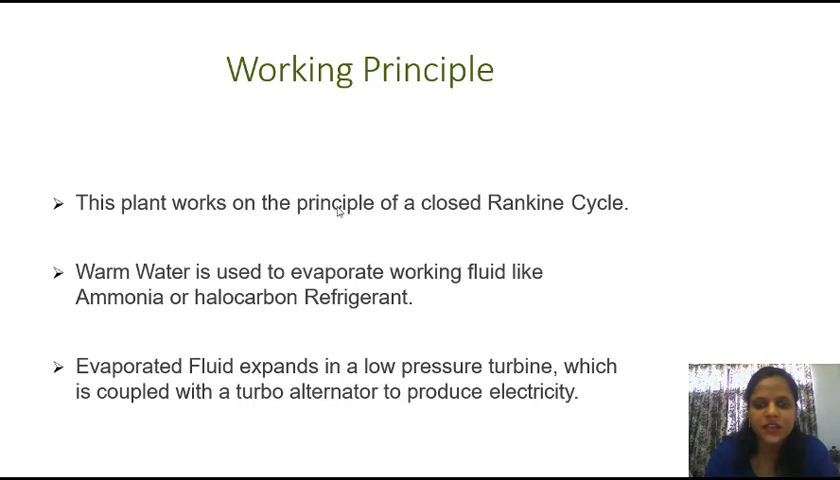 Working Principle
This plant works on the principle of a closed Rankine Cycle.
Warm Water is used to evaporate working fluid like
Ammonia or halocarbon Refrigerant.
Evaporated Fluid expands in a low pressure turbine, which
is coupled with a turbo alternator to produce electricity.